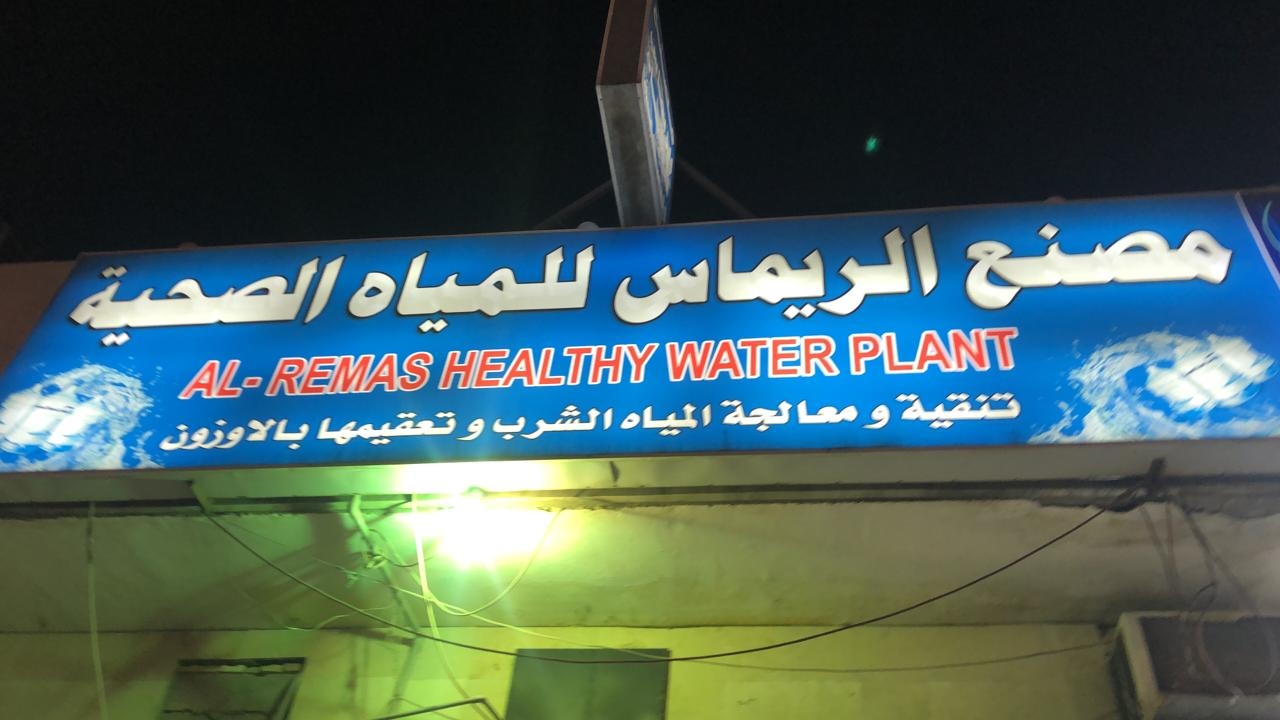 مصنع الريماس للمياه الصحية
AL- REMAS HEALTHY WATER PLANT
تنقية و معالجة المياه الشرب و تعقيمها بالاوزون